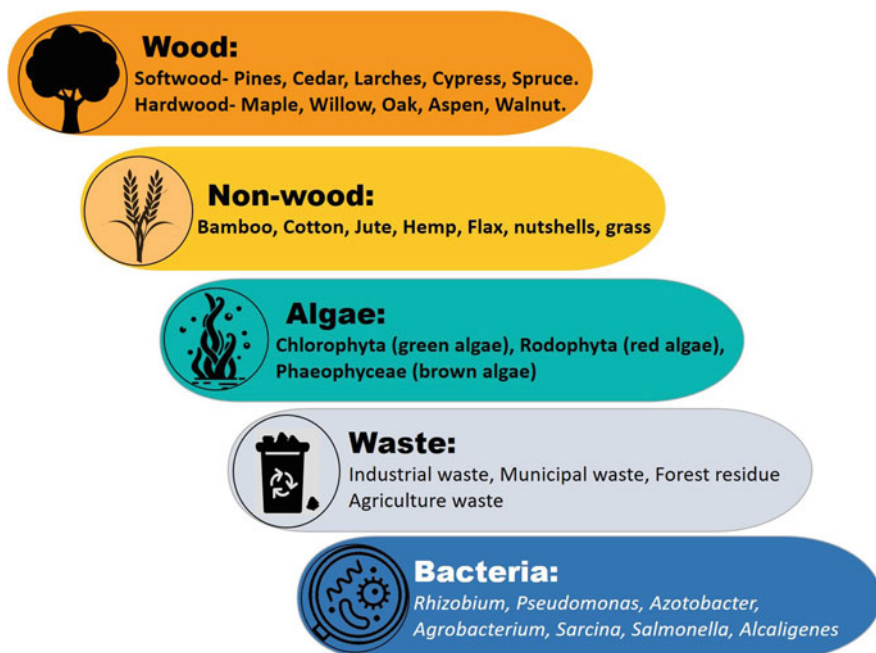 Wood:
Softwood- Pines, Cedar, Larches, Cypress, Spruce.
Hardwood- Maple, Willow, Oak, Aspen, Walnut.
Non-wood:
Bamboo, Cotton, Jute, Hemp, Flax, nutshells, grass
Algae:
Chlorophyta (green algae), Rodophyta (red algae),
Phaeophyceae (brown algae)
Waste:
Industrial waste, Municipal waste, Forest residue
Agriculture waste
Bacteria:
Rhizobium, Pseudomonas, Azotobacter,
Agrobacterium, Sarcina, Salmonella, Alcaligenes